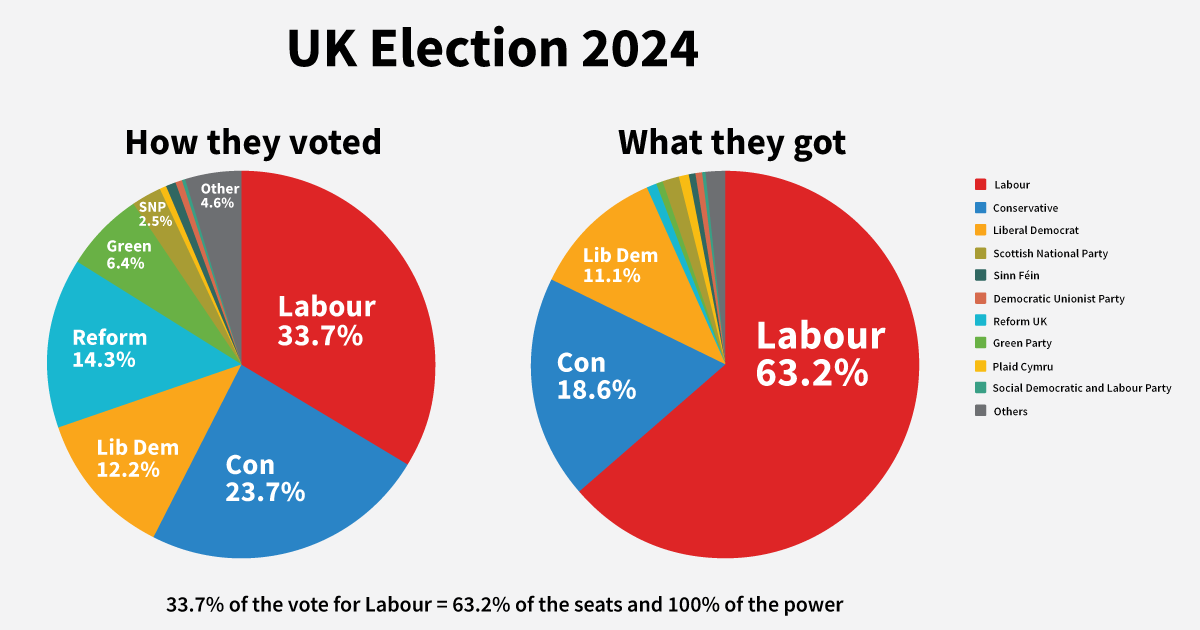 UK Election 2024
How they voted
What they got
Other
4.6%
SNP
2.5%
Green
6.4%
Reform
14.3%
Lib Dem
12.2%
Con
23.7%
Labour
33.7%
Lib Dem
11.1%
Con
18.6%
Labour
63.2%
Labour
Conservative
Liberal Democrat
Scottish National Party
Sinn Féin
Democratic Unionist Party
Reform UK
Green Party
Plaid Cymru
Social Democratic and Labour Party
Others
33.7% of the vote for Labour = 63.2% of the seats and 100% of the power